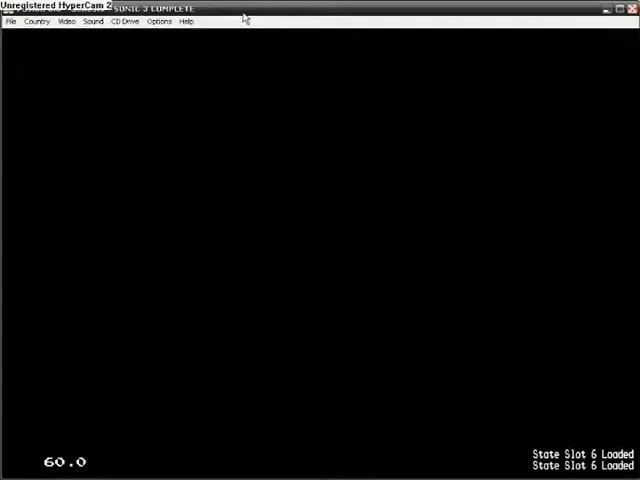 Unregistered HyperCam 2
SONIC 3 COMPLETE
File Country Video Sound CD Drive Options Help
60.0
State Slot 6 Loaded
State Slot 6 Loaded